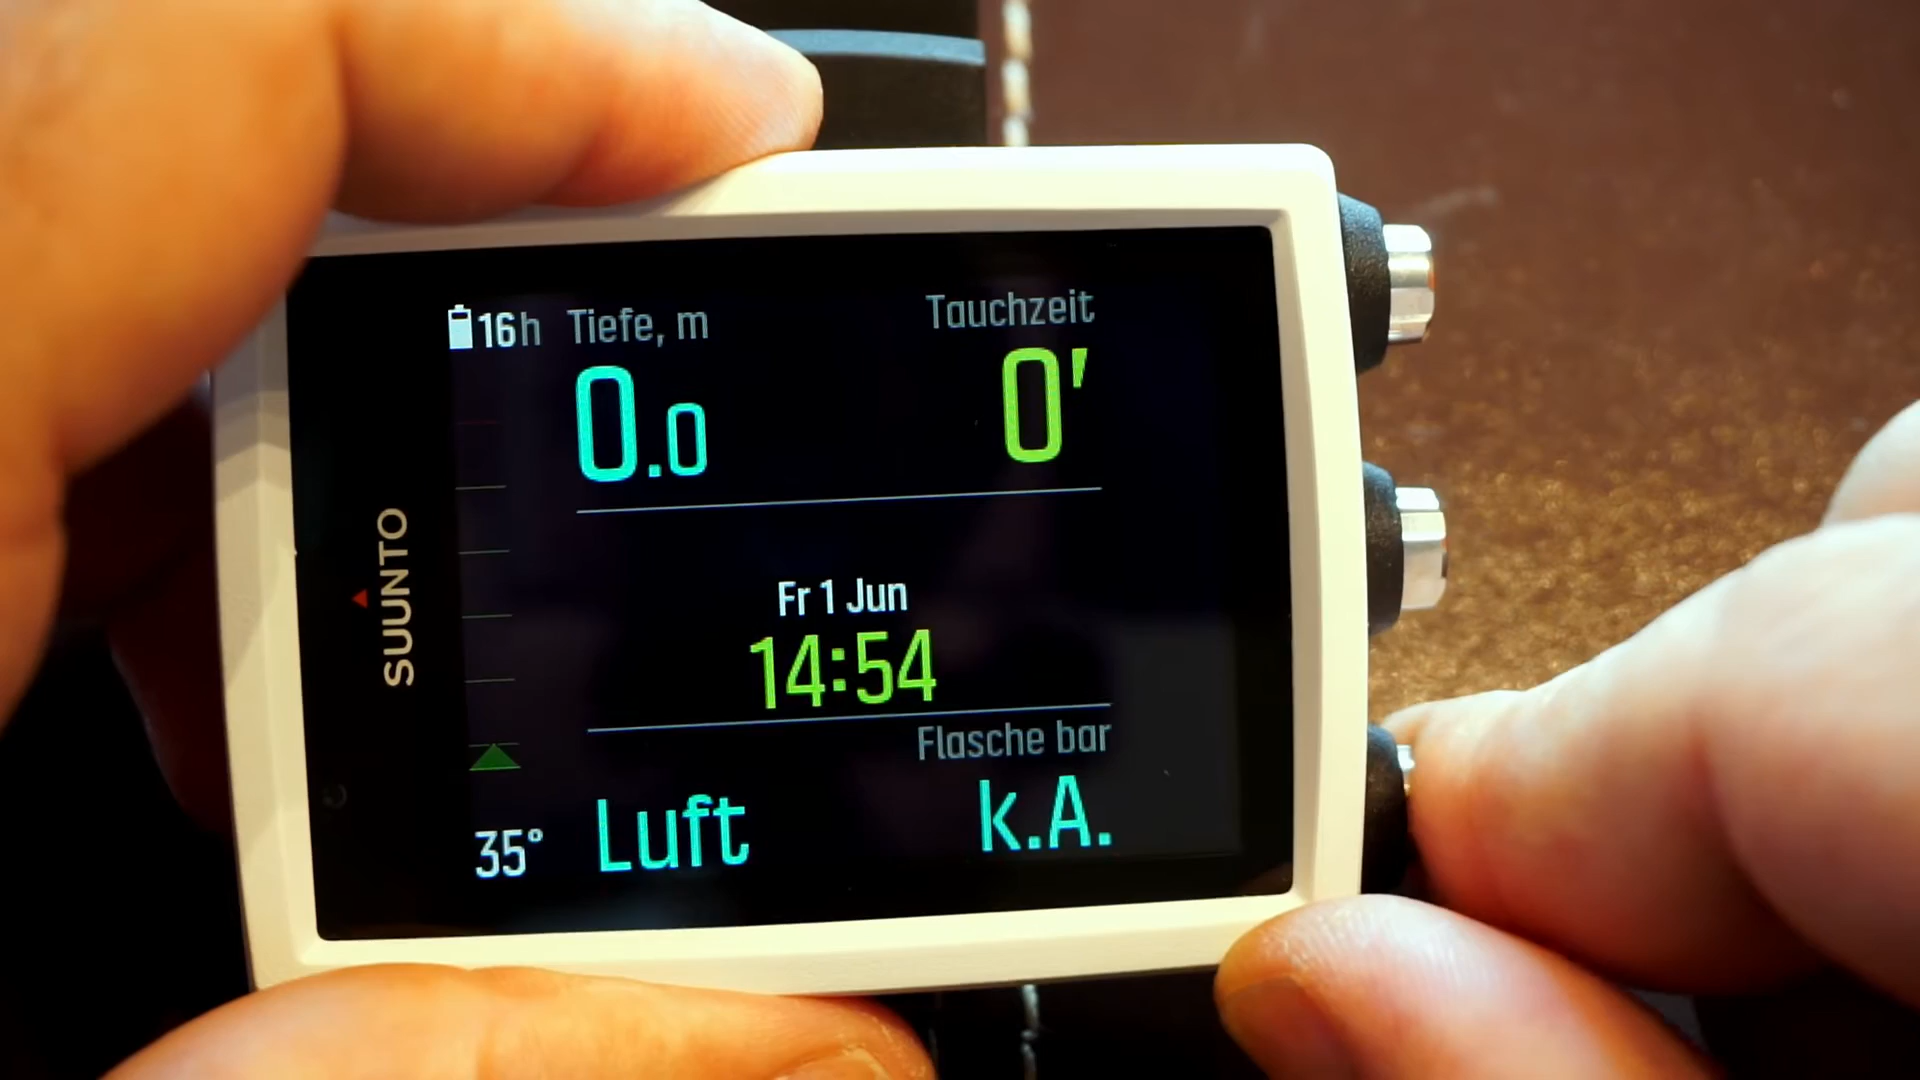 16h Tiefe, m
Tauchzeit
0.0
0'
SUUNTO
Fr 1 Jun
14:54
Flasche bar
35°
Luft
k.A.